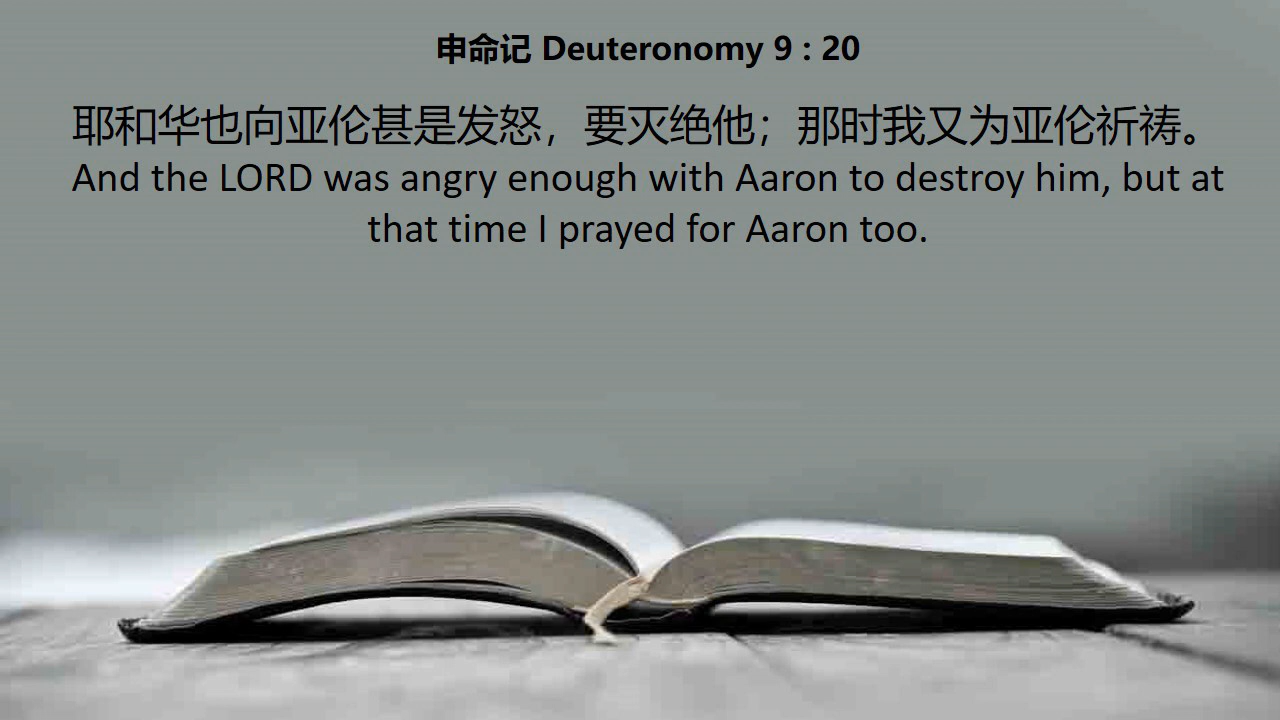 申命记 Deuteronomy 9 : 20
耶和华也向亚伦甚是发怒，要灭绝他；那时我又为亚伦祈祷。
And the LORD was angry enough with Aaron to destroy him, but at
that time I prayed for Aaron too.